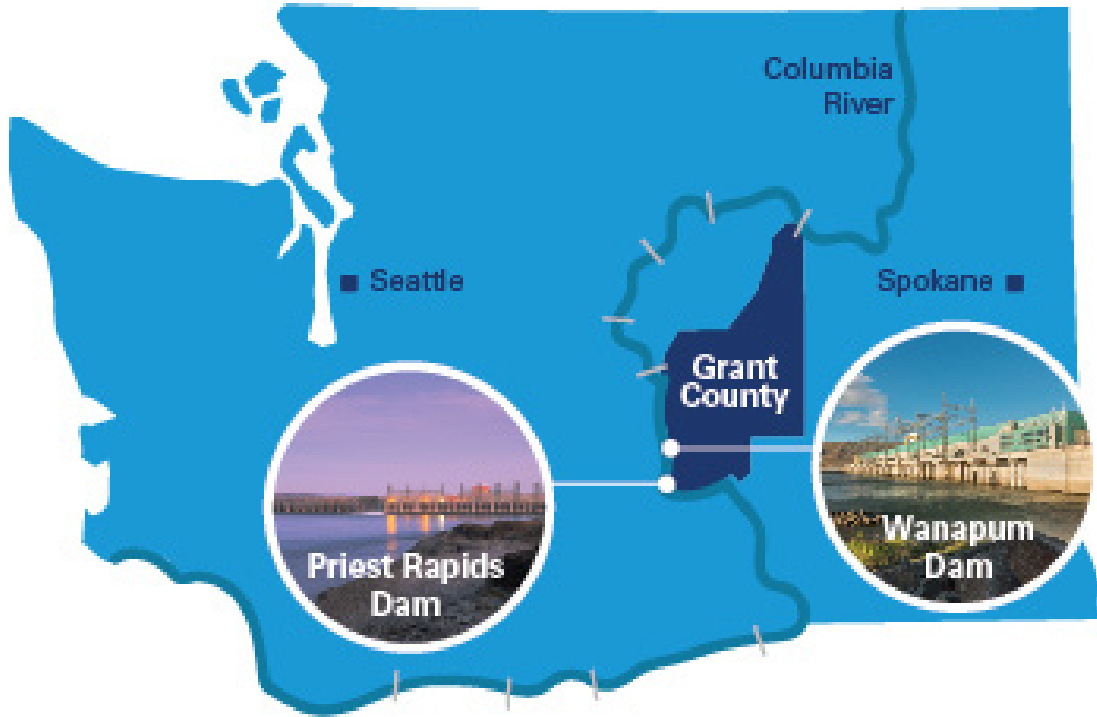 Columbia
River
Seattle
Spokane
Grant
County
Priest Rapids
Dam
Wanapum
Dam